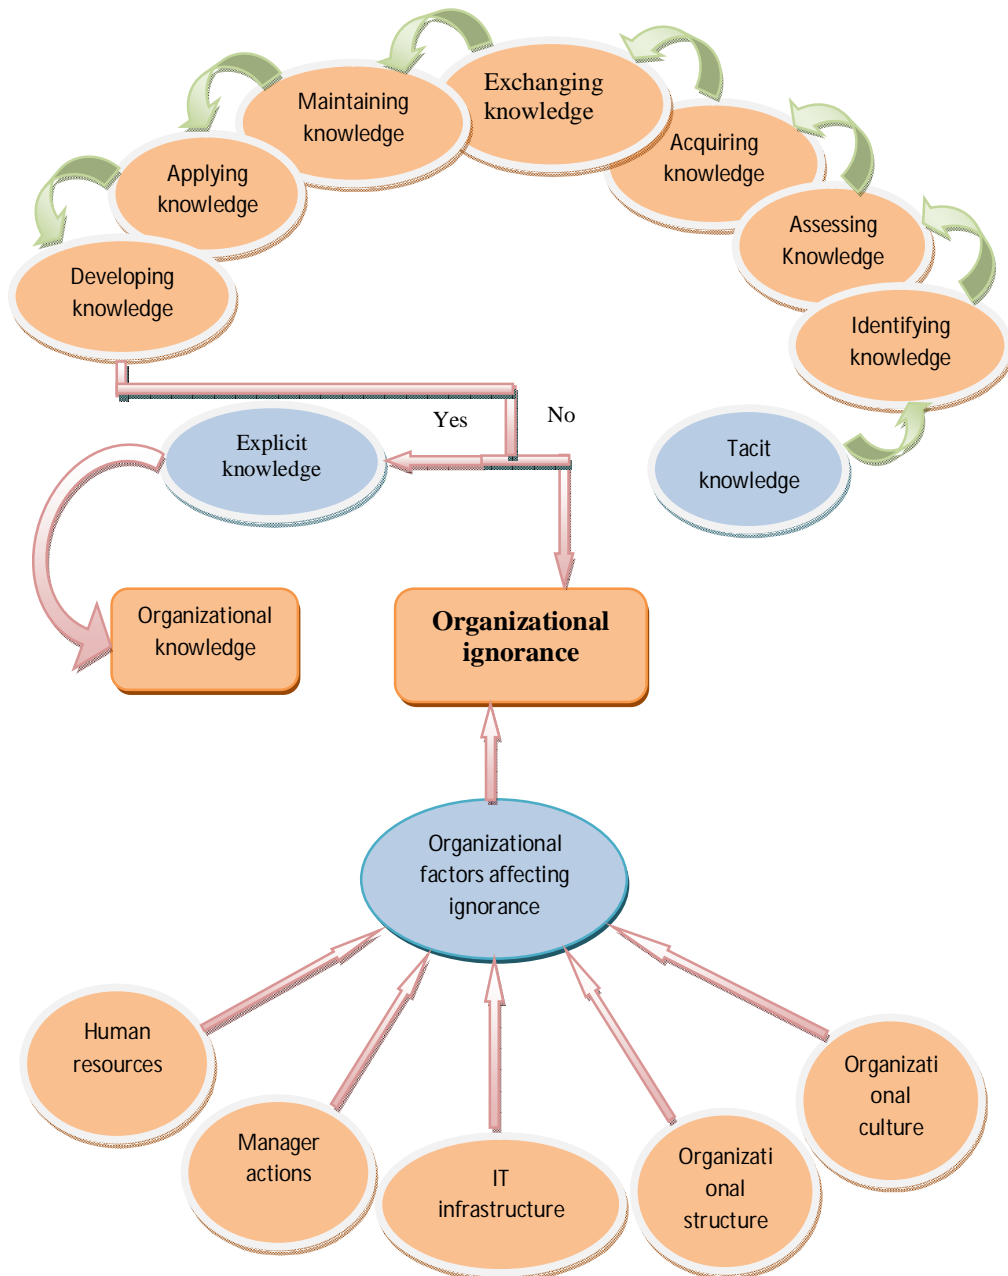 Exchanging
knowledge
Maintaining
knowledge
Acquiring
knowledge
Applying
knowledge
Assessing
Knowledge
Developing
knowledge
Identifying
knowledge
Yes
No
Explicit
knowledge
Tacit
knowledge
Organizational
knowledge
Organizational
ignorance
Organizational
factors affecting
ignorance
Human
resources
Manager
actions
IT
infrastructure
Organizati
onal
structure
Organizati
onal
culture